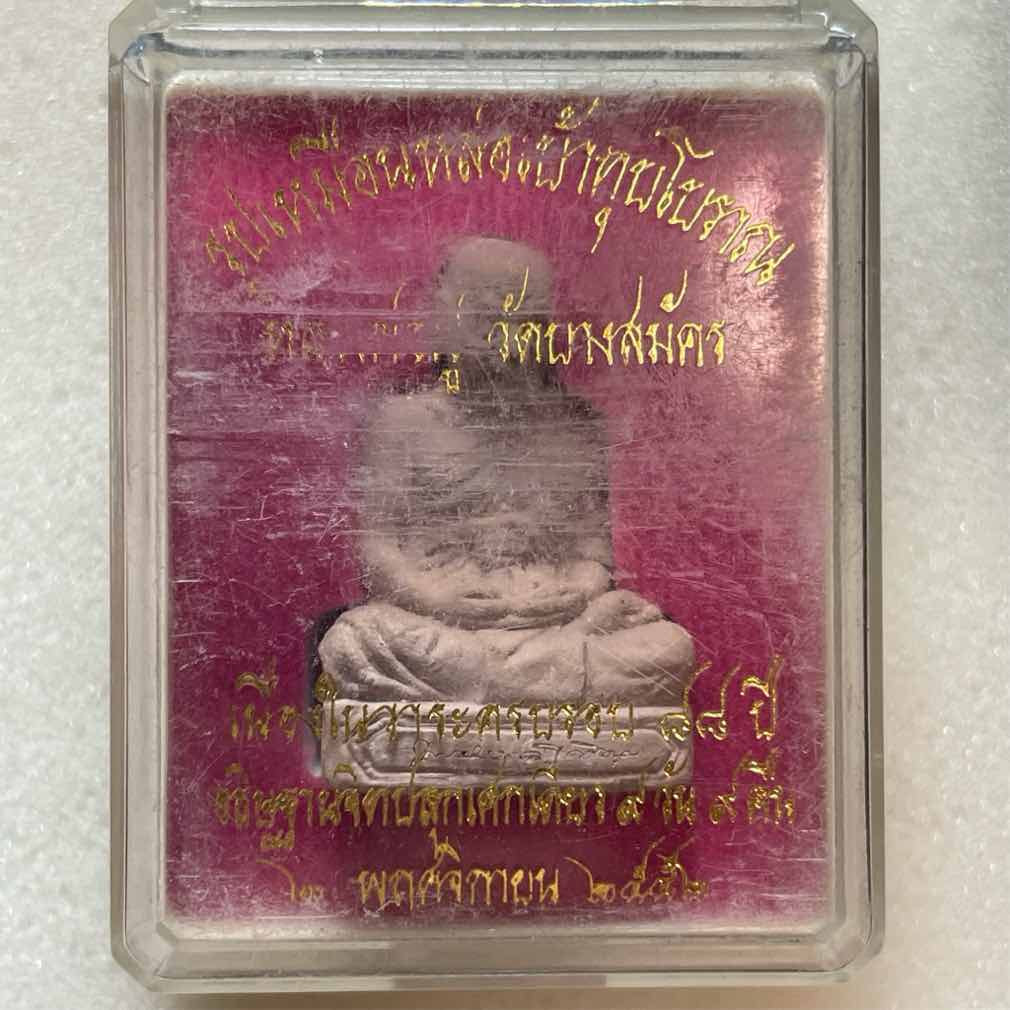 รูปเหมือนหล่อเบ้าทุบโบราณ
วัดบางสมัคร
เนื่องในวาระครบรอบ ๘๘ ปี
อธิษฐานจิตปลุกเศกเดี่ยว ๙ วัน ๙ คืน
พฤศจิกายน ๒๕๕๒